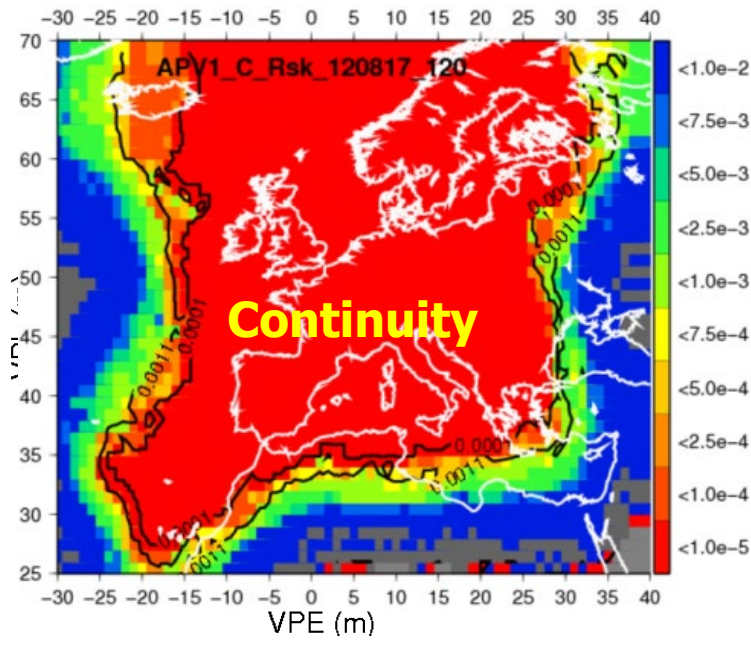 −30 −25 −20 −15 −10 −5 0 5 10 15 20 25 30 35 40
70
APV1_C_Rsk_120817_120
<1.0e−2
65
<7.5e−3
60
<5.0e−3
0.0001
55
<2.5e−3
0.0011
50
<1.0e−3
Continuity
0.0001
45
<7.5e−4
0.0011
40
<5.0e−4
35
0.0001
<2.5e−4
0.0011
30
<1.0e−4
0.0001
<1.0e−5
0011
25
−30 −25 −20 −15 −10 −5 0 5 10 15 20 25 30 35 40
VPE (m)